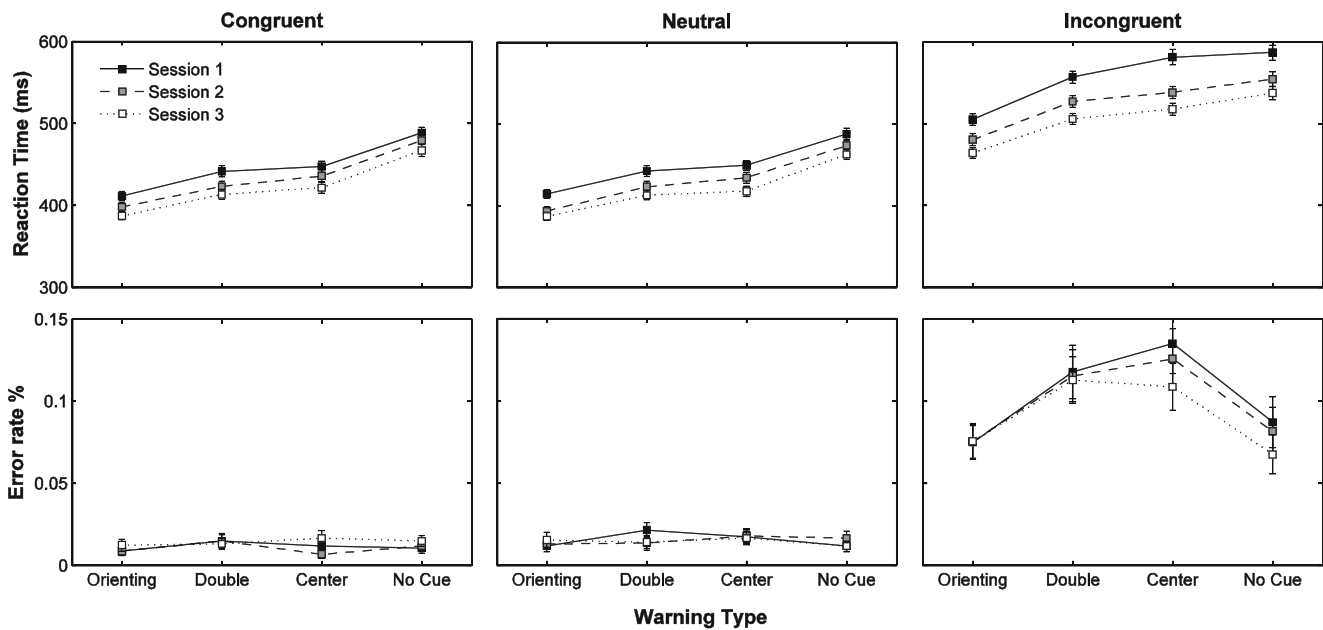 Congruent
Neutral
Incongruent
Reaction Time (ms)
600
500
400
300
Session 1
Session 2
Session 3
Error rate %
0.15
0.1
0.05
0
Orienting Double Center No Cue
Orienting Double Center No Cue
Orienting Double Center No Cue
Warning Type